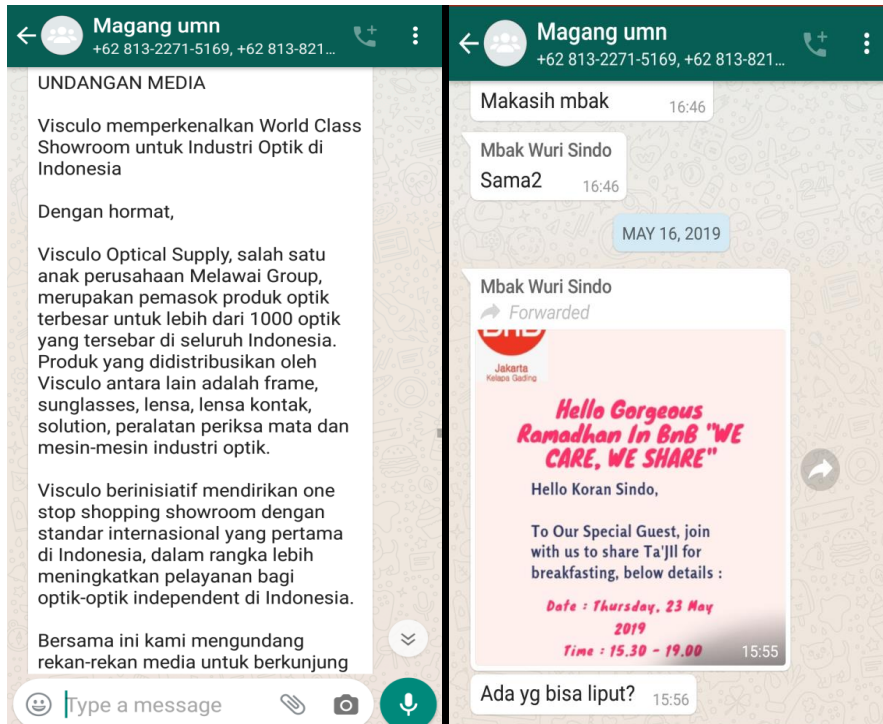 Magang umn
+62 813-2271-5169, +62 813-821...
UNDANGAN MEDIA
Visculo memperkenalkan World Class
Showroom untuk Industri Optik di
Indonesia
Dengan hormat,
Visculo Optical Supply, salah satu
anak perusahaan Melawai Group,
merupakan pemasok produk optik
terbesar untuk lebih dari 1000 optik
yang tersebar di seluruh Indonesia.
Produk yang didistribusikan oleh
Visculo antara lain adalah frame,
sunglasses, lensa, lensa kontak,
solution, peralatan periksa mata dan
mesin-mesin industri optik.
Visculo berinisiatif mendirikan one
stop shopping showroom dengan
standar internasional yang pertama
di Indonesia, dalam rangka lebih
meningkatkan pelayanan bagi
optik-optik independent di Indonesia.
Bersama ini kami mengundang
rekan-rekan media untuk berkunjung
Type a message
Magang umn
+62 813-2271-5169, +62 813-821...
Makasih mbak 16:46
Mbak Wuri Sindo
Sama2 16:46
MAY 16, 2019
Mbak Wuri Sindo
Forwarded
Jakarta
Kelapa Gading
Hello Gorgeous
Ramadhan In BnB "WE
CARE, WE SHARE"
Hello Koran Sindo,
To Our Special Guest, join
with us to share Ta'JIl for
breakfasting, below details :
Date : Thursday, 23 May
2019
Time : 15.30 - 19.00 15:55
Ada yg bisa liput? 15:56